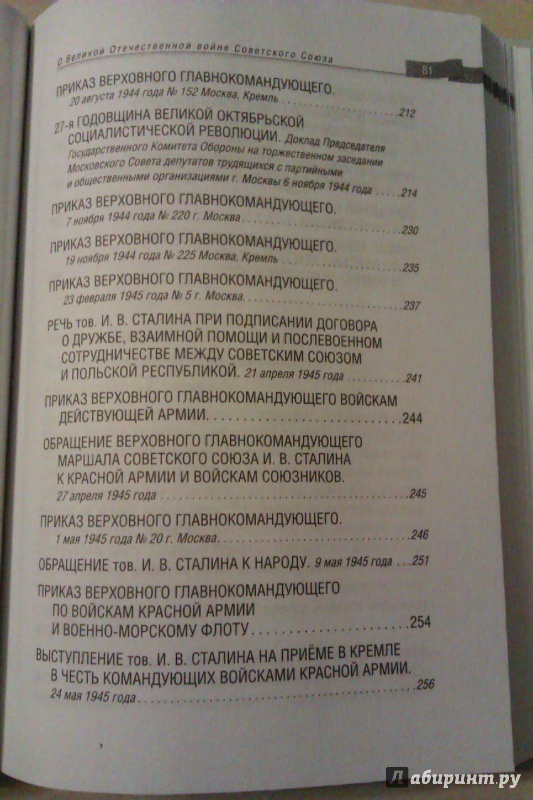 О Великой Отечественной войне Советского Союза
81
ПРИКАЗ ВЕРХОВНОГО ГЛАВНОКОМАНДУЮЩЕГО.
20 августа 1944 года № 152 Москва, Кремль ..............................212
27-я ГОДОВЩИНА ВЕЛИКОЙ ОКТЯБРЬСКОЙ
СОЦИАЛИСТИЧЕСКОЙ РЕВОЛЮЦИИ. Доклад Председателя
Государственного Комитета Обороны на торжественном заседании
Московского Совета депутатов трудящихся с партийными
и общественными организациями г. Москвы 6 ноября 1944 года .....214
ПРИКАЗ ВЕРХОВНОГО ГЛАВНОКОМАНДУЮЩЕГО.
7 ноября 1944 года № 220 г. Москва ..............................230
ПРИКАЗ ВЕРХОВНОГО ГЛАВНОКОМАНДУЮЩЕГО.
19 ноября 1944 года № 225 Москва, Кремль ..............................235
ПРИКАЗ ВЕРХОВНОГО ГЛАВНОКОМАНДУЮЩЕГО.
23 февраля 1945 года № 5 г. Москва..............................237
РЕЧЬ тов. И. В. СТАЛИНА ПРИ ПОДПИСАНИИ ДОГОВОРА
О ДРУЖБЕ, ВЗАИМНОЙ ПОМОЩИ И ПОСЛЕВОЕННОМ
СОТРУДНИЧЕСТВЕ МЕЖДУ СОВЕТСКИМ СОЮЗОМ
И ПОЛЬСКОЙ РЕСПУБЛИКОЙ. 21 апреля 1945 года ..............241
ПРИКАЗ ВЕРХОВНОГО ГЛАВНОКОМАНДУЮЩЕГО ВОЙСКАМ
ДЕЙСТВУЮЩЕЙ АРМИИ..............................244
ОБРАЩЕНИЕ ВЕРХОВНОГО ГЛАВНОКОМАНДУЮЩЕГО
МАРШАЛА СОВЕТСКОГО СОЮЗА И. В. СТАЛИНА
К КРАСНОЙ АРМИИ И ВОЙСКАМ СОЮЗНИКОВ.
27 апреля 1945 года ..............................245
ПРИКАЗ ВЕРХОВНОГО ГЛАВНОКОМАНДУЮЩЕГО.
1 мая 1945 года № 20 г. Москва..............................246
ОБРАЩЕНИЕ тов. И. В. СТАЛИНА К НАРОДУ. 9 мая 1945 года ...251
ПРИКАЗ ВЕРХОВНОГО ГЛАВНОКОМАНДУЮЩЕГО
ПО ВОЙСКАМ КРАСНОЙ АРМИИ
И ВОЕННО-МОРСКОМУ ФЛОТУ..............................254
ВЫСТУПЛЕНИЕ тов. И. В. СТАЛИНА НА ПРИЁМЕ В КРЕМЛЕ
В ЧЕСТЬ КОМАНДУЮЩИХ ВОЙСКАМИ КРАСНОЙ АРМИИ.
24 мая 1945 года ..............................256
Лабиринт.ру